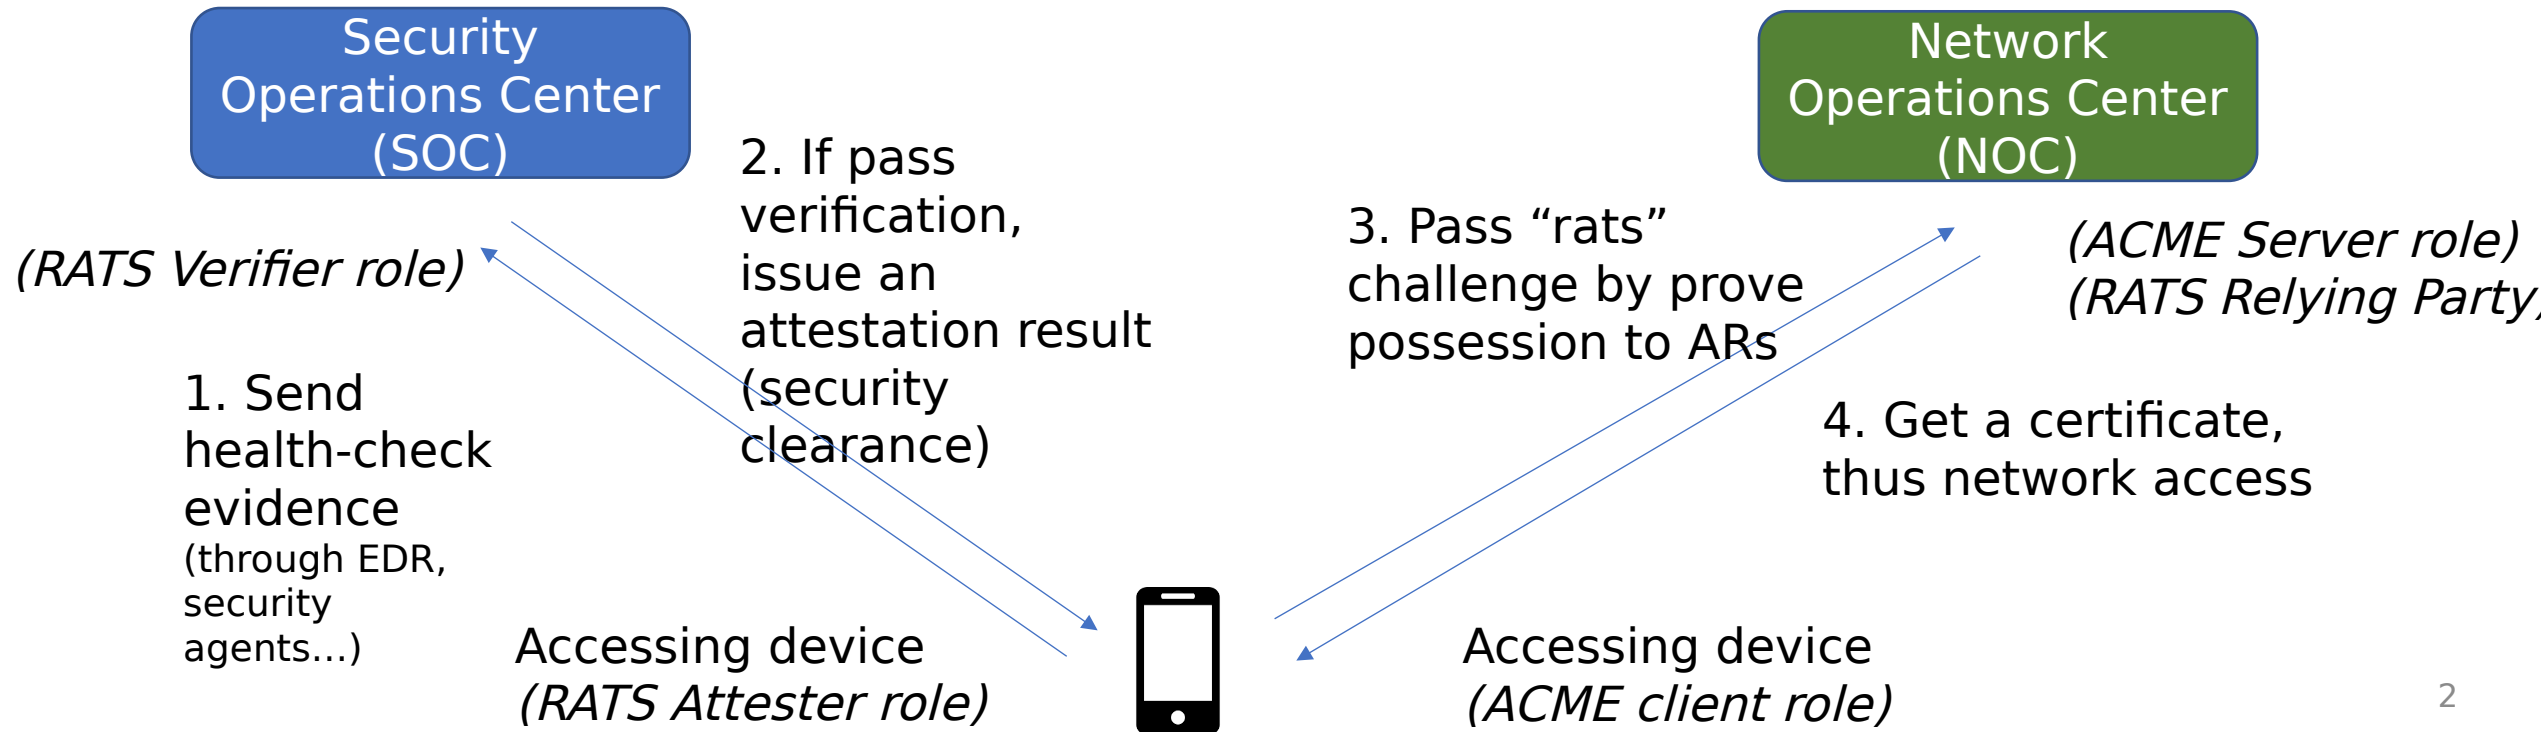 Security
Operations Center
(SOC)
Network
Operations Center
(NOC)
2. If pass
verification,
issue an
attestation result
(security
clearance)
3. Pass “rats”
challenge by prove
possession to ARs
(RATS Verifier role)
(ACME Server role)
(RATS Relying Party)
1. Send
health-check
evidence
(through EDR,
security
agents...)
4. Get a certificate,
thus network access
Accessing device
(RATS Attester role)
Accessing device
(ACME client role)
2